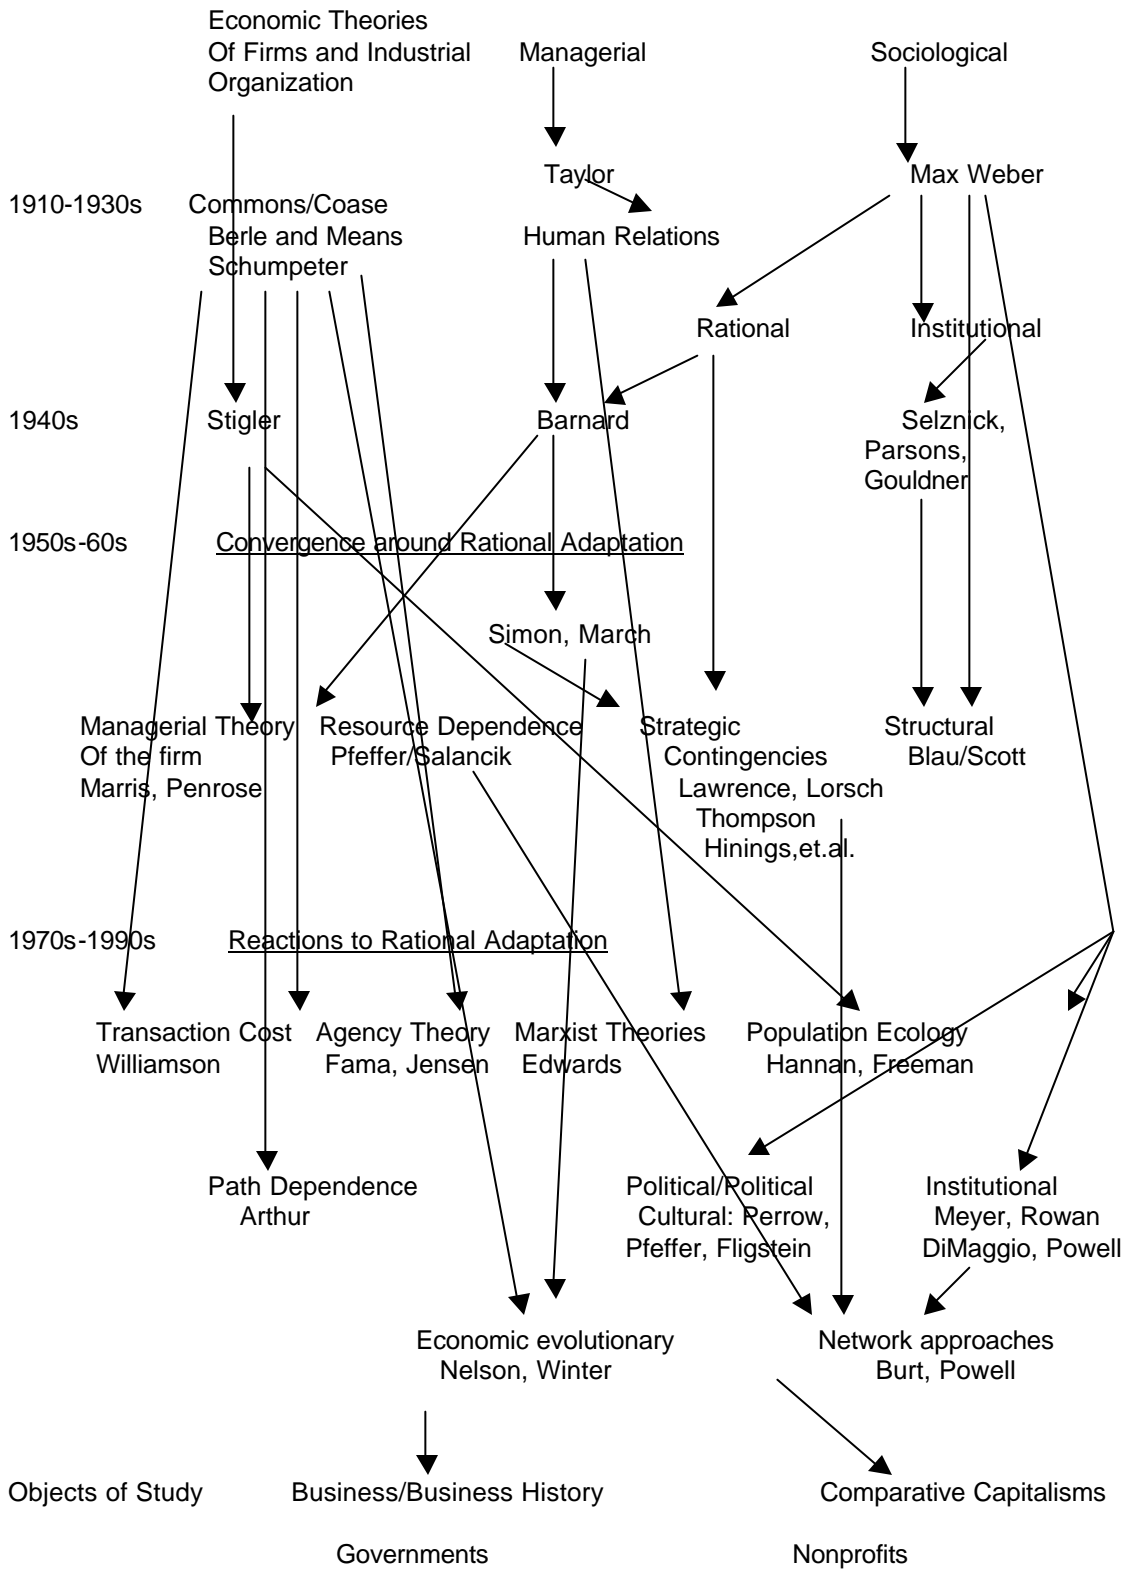 Economic Theories
Of Firms and Industrial
Organization
Managerial
Sociological
Taylor
Max Weber
1910-1930s
Commons/Coase
Berle and Means
Schumpeter
Human Relations
Rational
Institutional
1940s
Stigler
Barnard
Selznick,
Parsons,
Gouldner
1950s-60s
Convergence around Rational Adaptation
Simon, March
Managerial Theory
Of the firm
Marris, Penrose
Resource Dependence
Pfeffer/Salancik
Strategic
Contingencies
Lawrence, Lorsch
Thompson
Hinings,et.al.
Structural
Blau/Scott
1970s-1990s
Reactions to Rational Adaptation
Transaction Cost
Williamson
Agency Theory
Fama, Jensen
Marxist Theories
Edwards
Population Ecology
Hannan, Freeman
Path Dependence
Arthur
Political/Political
Cultural: Perrow,
Pfeffer, Fligstein
Institutional
Meyer, Rowan
DiMaggio, Powell
Economic evolutionary
Nelson, Winter
Network approaches
Burt, Powell
Objects of Study
Business/Business History
Comparative Capitalisms
Governments
Nonprofits